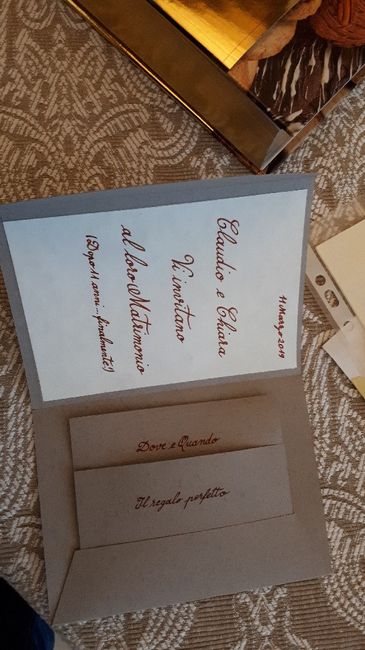 11 Marzo 2019
Claudio e Chiara
Vi invitano
al loro Matrimonio
(Dopo 11 anni... finalmente!)
Dove e Quando
Il regalo perfetto